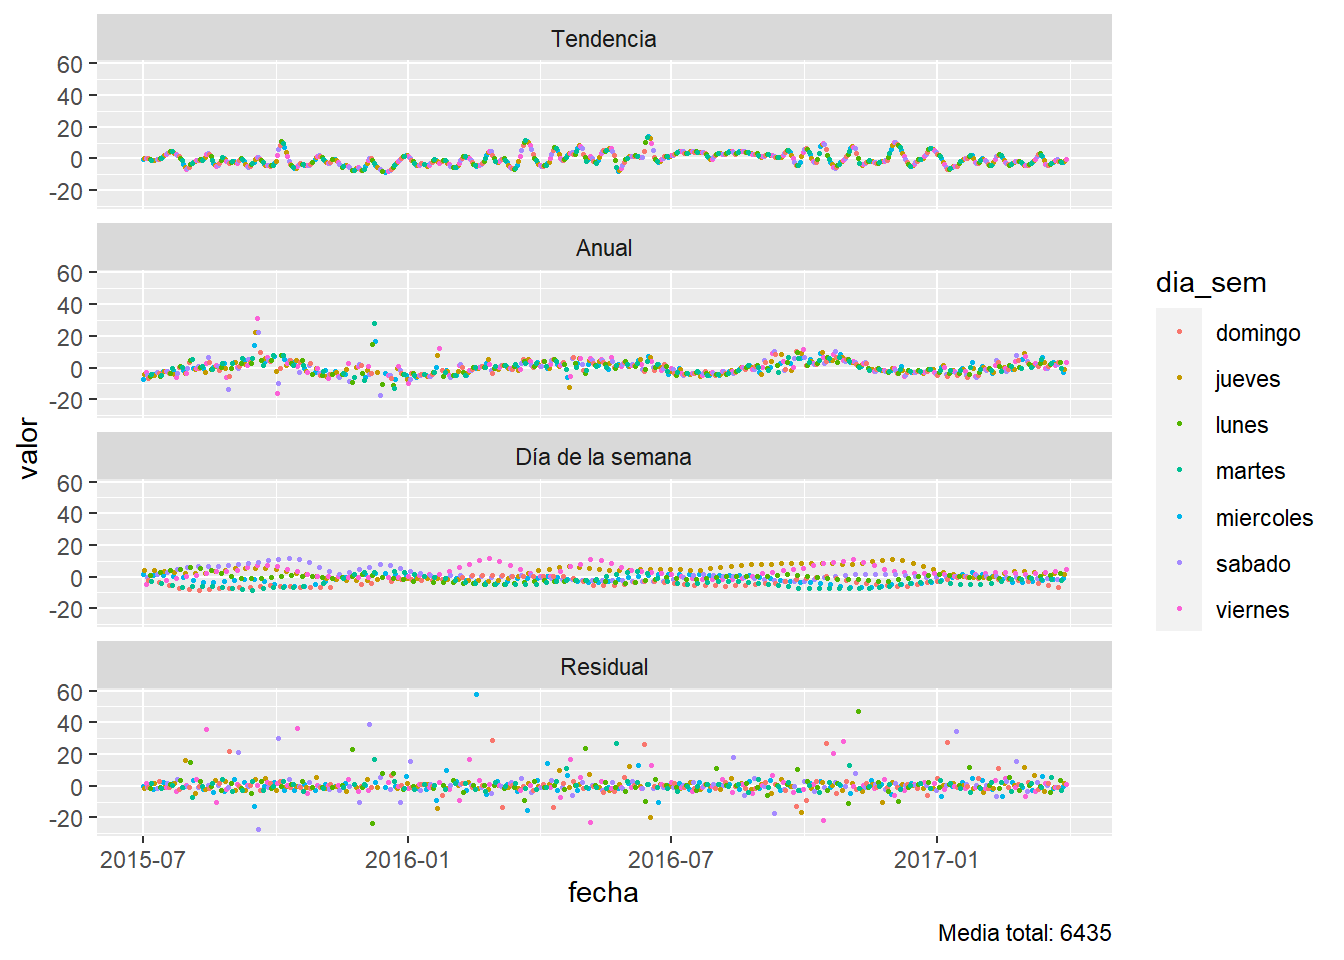 Tendencia
60
40
20
0
-20
Anual
60
40
20
0
-20
Día de la semana
60
40
20
0
-20
Residual
60
40
20
0
-20
2015-07 2016-01 2016-07 2017-01
fecha
valor
dia_sem
domingo
jueves
lunes
martes
miercoles
sabado
viernes
Media total: 6435